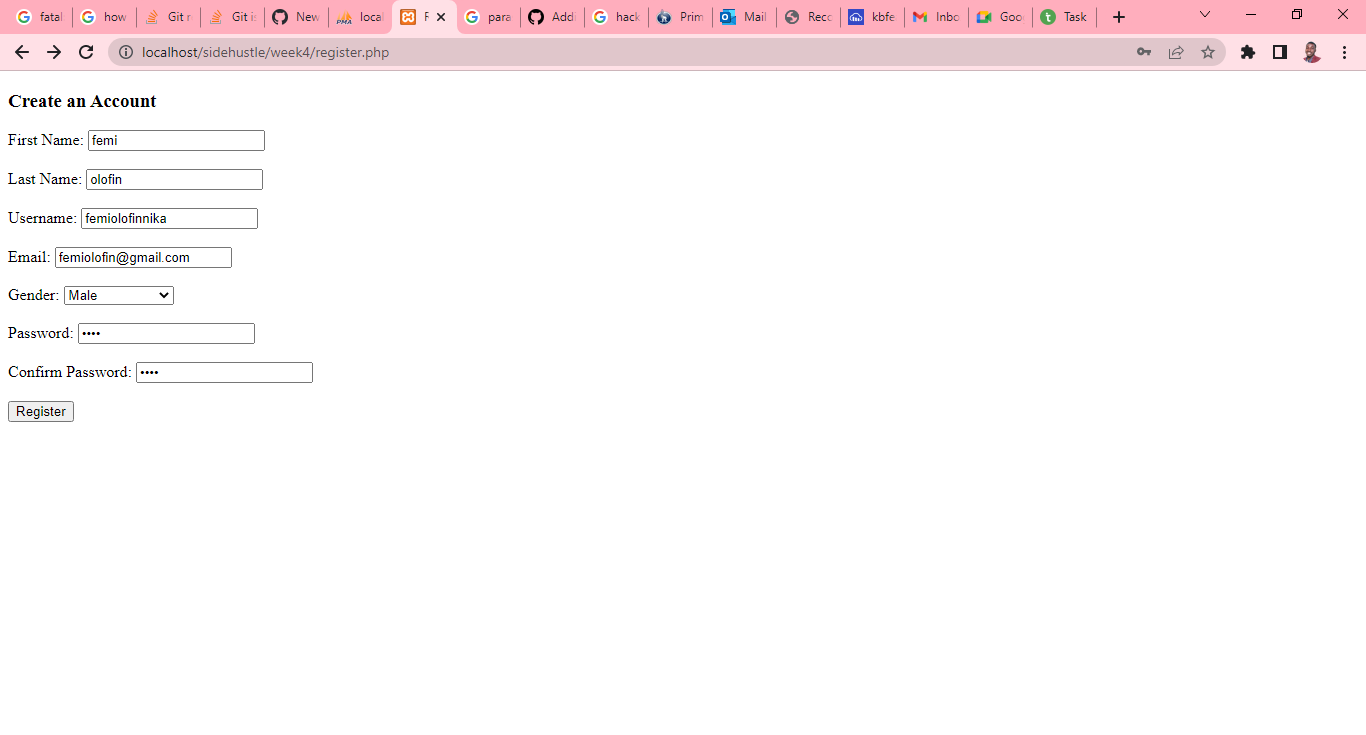 fatal how Git r Git is New local F para Addi hack Prim Mail Reco kbfe Inbo Goo Task
localhost/sidehustle/week4/register.php
Create an Account
First Name: femi
Last Name: olofin
Username: femiolofinnika
Email: femiolofin@gmail.com
Gender: Male
Password: ••••
Confirm Password: ••••
Register